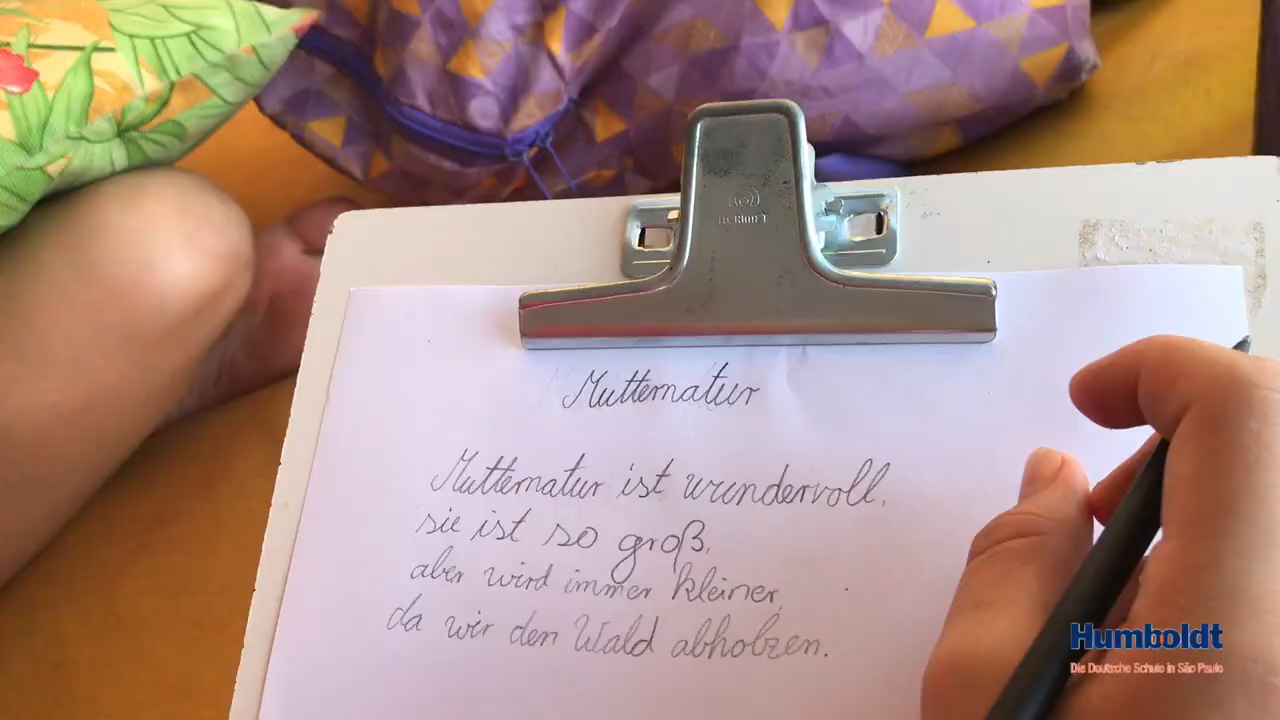 Mutternatur
Mutternatur ist wundervoll,
sie ist so groß,
aber wird immer kleiner,
da wir den Wald abholzen.
Humboldt
Die Deutsche Schule in São Paulo